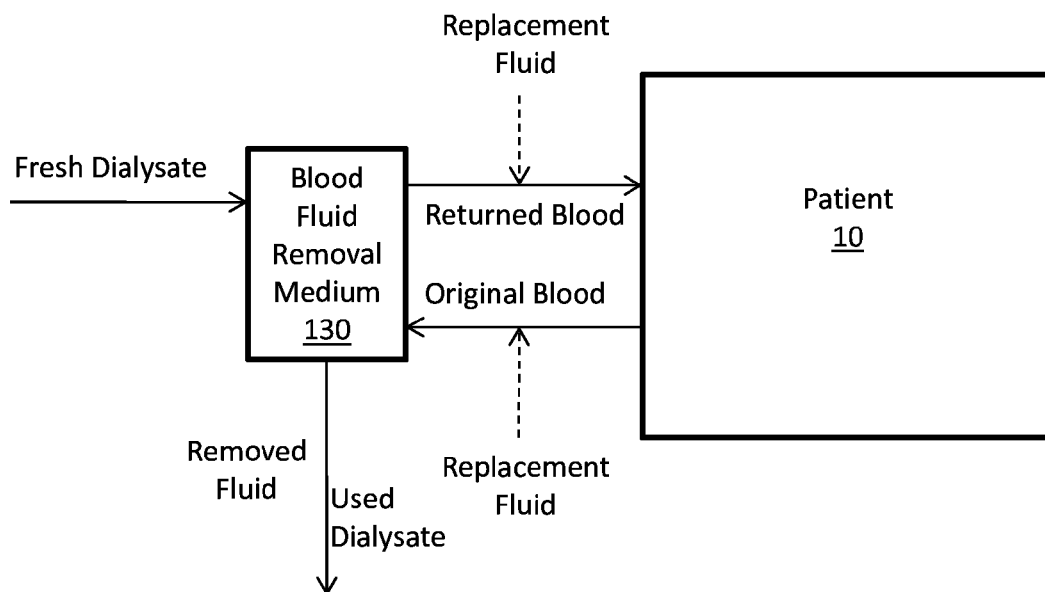 Replacement
Fluid
Fresh Dialysate
Blood
Fluid
Removal
Medium
130
Returned Blood
Original Blood
Patient
10
Removed
Fluid
Used
Dialysate
Replacement
Fluid